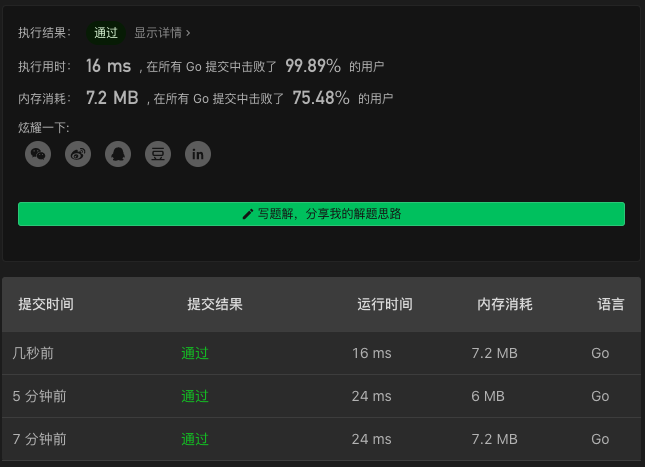 执行结果： 通过 显示详情 ›
执行用时： 16 ms , 在所有 Go 提交中击败了 99.89% 的用户
内存消耗： 7.2 MB , 在所有 Go 提交中击败了 75.48% 的用户
炫耀一下:
豆 in
写题解，分享我的解题思路
提交时间 提交结果 运行时间 内存消耗 语言
几秒前 通过 16 ms 7.2 MB Go
5 分钟前 通过 24 ms 6 MB Go
7 分钟前 通过 24 ms 7.2 MB Go